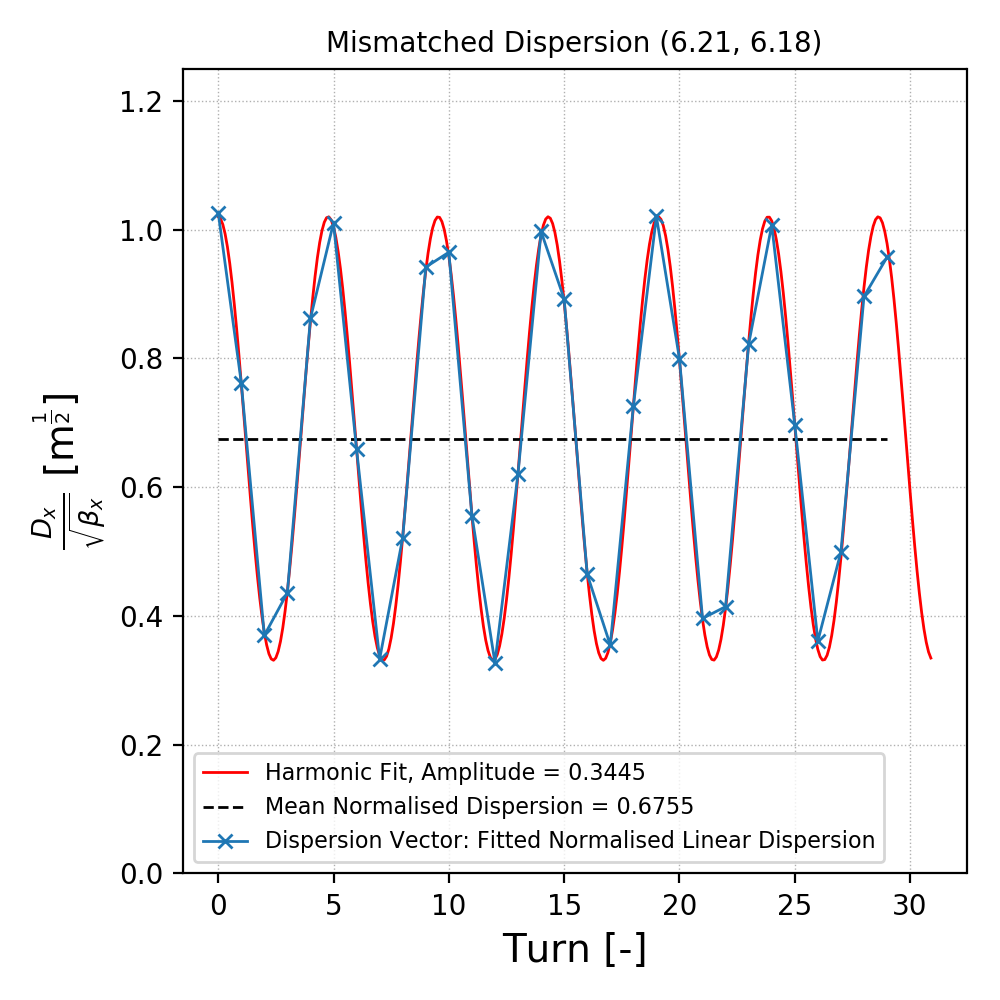 Mismatched Dispersion (6.21, 6.18)
1.2
1.0
0.8
0.6
0.4
0.2
0.0
D_x / √β_x [m^{1/2}]
Harmonic Fit, Amplitude = 0.3445
Mean Normalised Dispersion = 0.6755
Dispersion Vector: Fitted Normalised Linear Dispersion
0 5 10 15 20 25 30
Turn [-]